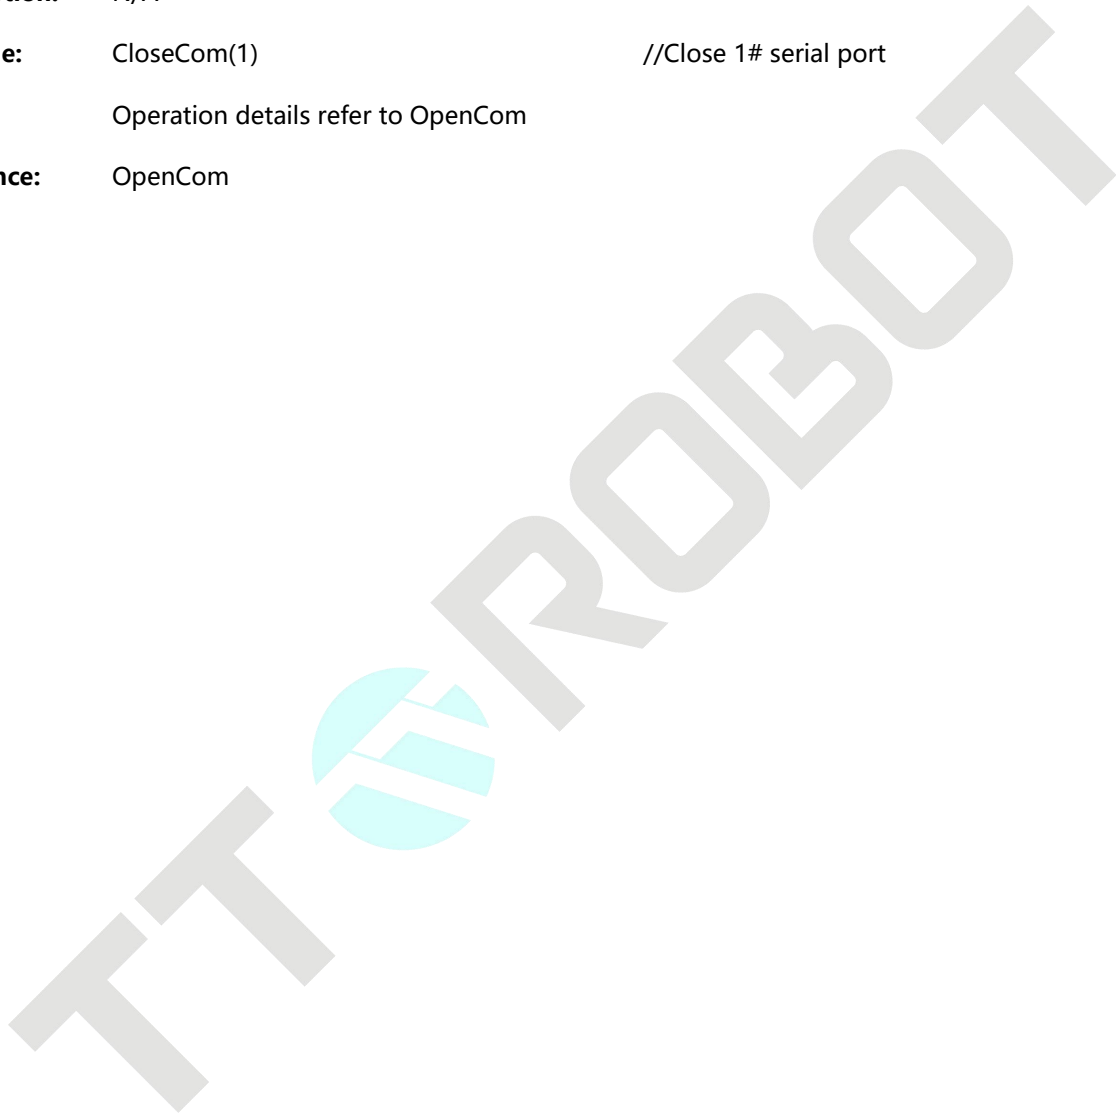 e: CloseCom(1) //Close 1# serial port
Operation details refer to OpenCom
nce: OpenCom
TTROBOT